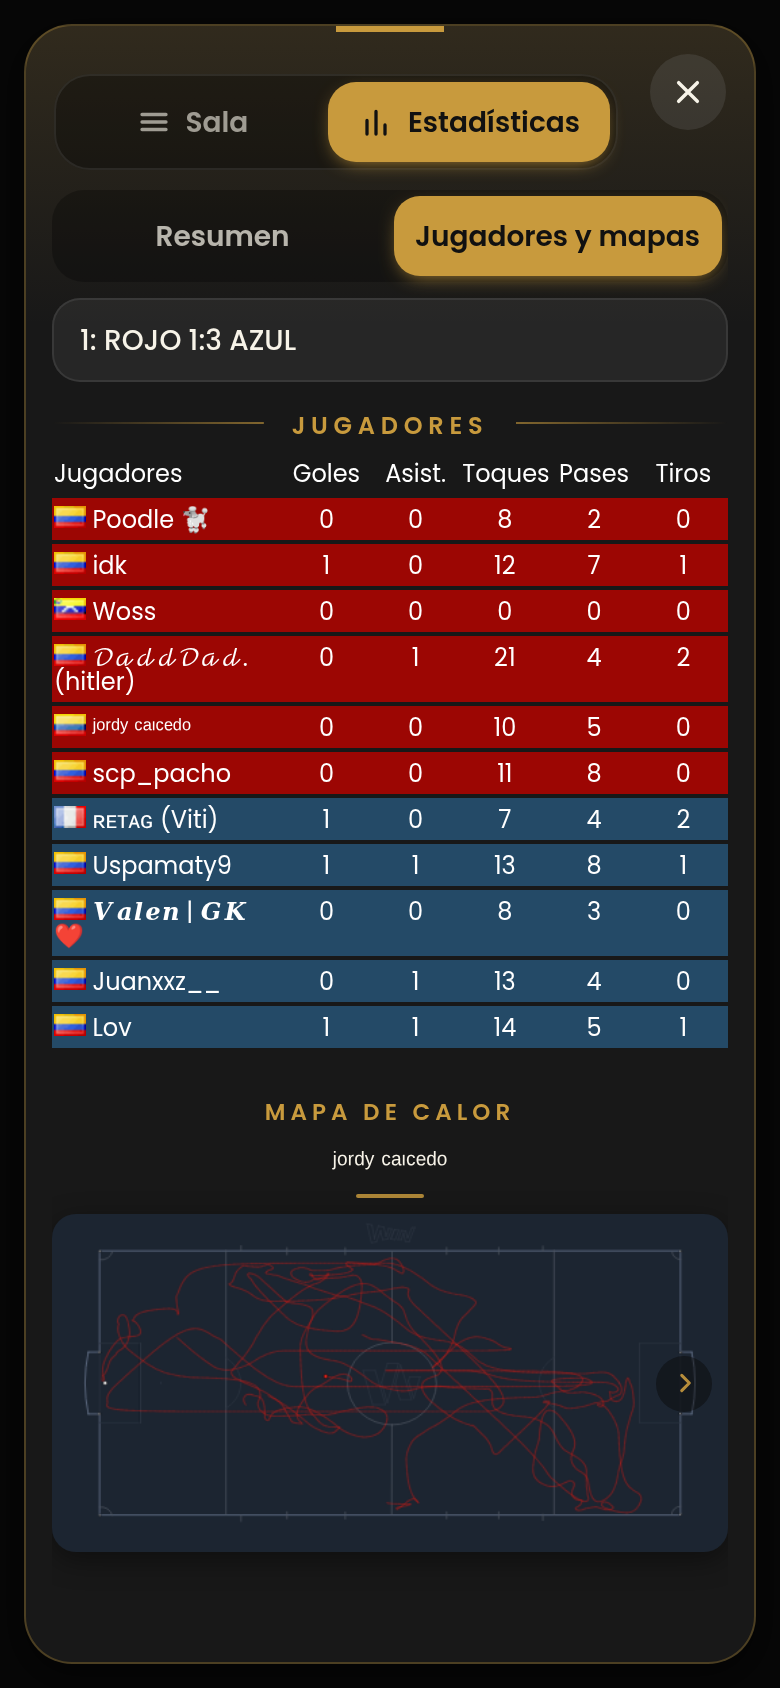 Sala
Estadísticas
Resumen
Jugadores y mapas
1: ROJO 1:3 AZUL
JUGADORES
Jugadores Goles Asist. Toques Pases Tiros
Poodle 🐩 0 0 8 2 0
idk 1 0 12 7 1
Woss 0 0 0 0 0
𝓓𝓪𝓭𝓭𝓓𝓪𝓭. 0 1 21 4 2
(hitler)
jordy caıcedo 0 0 10 5 0
scp_pacho 0 0 11 8 0
ʀᴇᴛᴀɢ (Viti) 1 0 7 4 2
Uspamaty9 1 1 13 8 1
𝑽𝒂𝒍𝒆𝒏 | 𝑮𝑲 0 0 8 3 0
❤️
Juanxxz__ 0 1 13 4 0
Lov 1 1 14 5 1
MAPA DE CALOR
jordy caıcedo